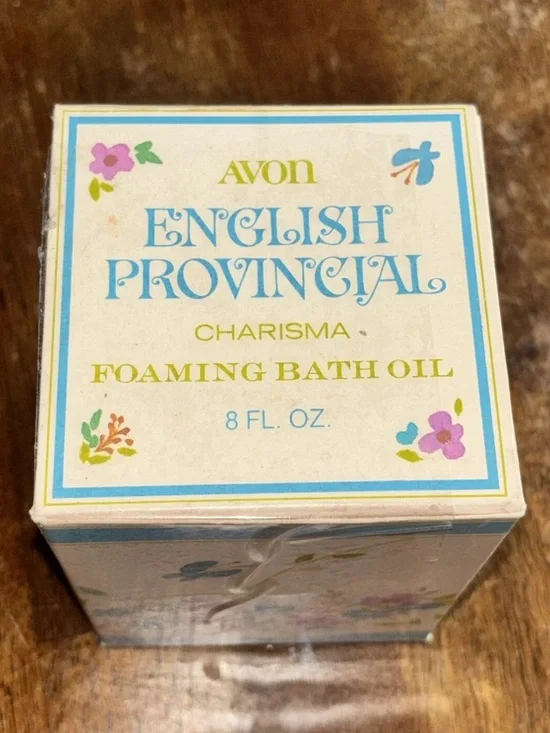 AVON
ENGLISH
PROVINCIAL
CHARISMA
FOAMING BATH OIL
8 FL. OZ.